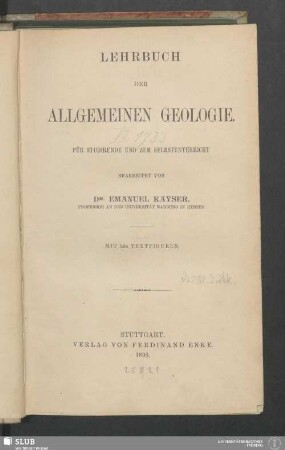 LEHRBUCH
DER
ALLGEMEINEN GEOLOGIE.
FÜR STUDIRENDE UND ZUM SELBSTUNTERRICHT
BEARBEITET VON
DR. EMANUEL KAYSER,
PROFESSOR AN DER UNIVERSITÄT MARBURG IN HESSEN.
MIT TEXTFIGUREN.
STUTTGART.
VERLAG VON FERDINAND ENKE.
1893.
SLUB